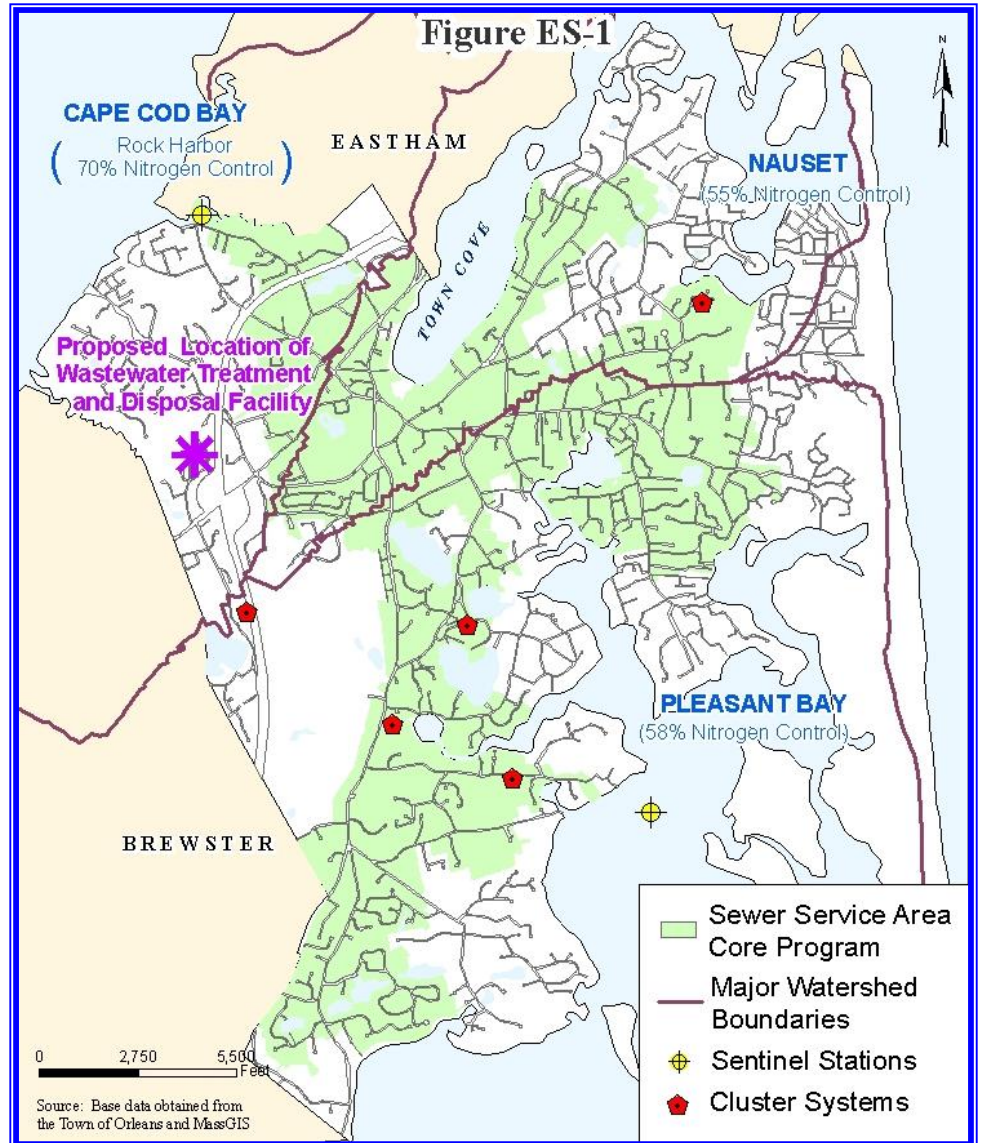 Figure ES-1
N
CAPE COD BAY
Rock Harbor
( 70% Nitrogen Control )
EASTHAM
NAUSET
(55% Nitrogen Control)
TOWN COVE
Proposed Location of
Wastewater Treatment
and Disposal Facility
PLEASANT BAY
(58% Nitrogen Control)
BREWSTER
Sewer Service Area
Core Program
Major Watershed
Boundaries
Sentinel Stations
Cluster Systems
0 2,750 5,500
Feet
Source: Base data obtained from
the Town of Orleans and MassGIS